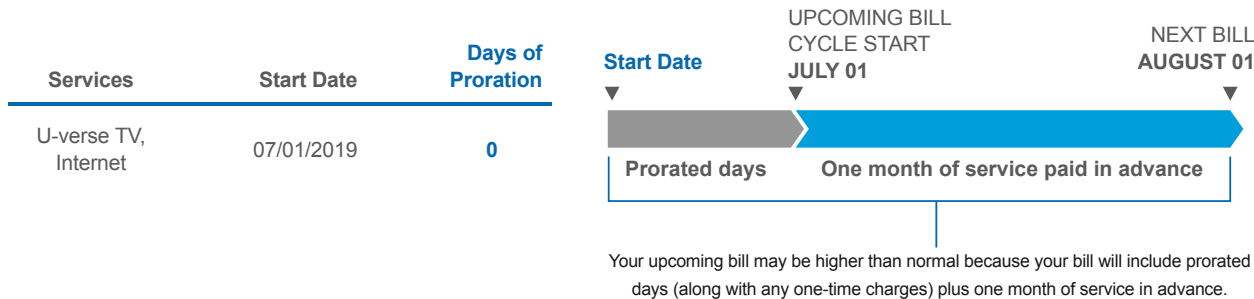 Services Start Date Days of Proration
U-verse TV, Internet 07/01/2019 0
Start Date
UPCOMING BILL
CYCLE START
JULY 01
NEXT BILL
AUGUST 01
Prorated days One month of service paid in advance
Your upcoming bill may be higher than normal because your bill will include prorated
days (along with any one-time charges) plus one month of service in advance.